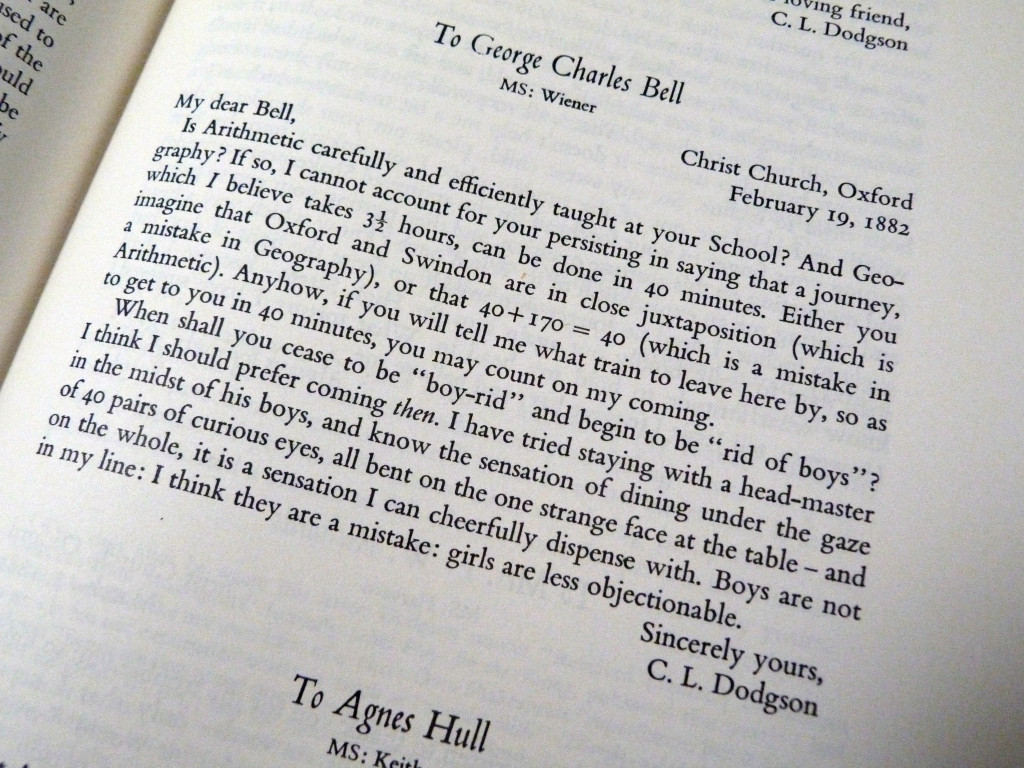 are
used to
of the
ould
be
loving friend,
C. L. Dodgson
To George Charles Bell
MS: Wiener
Christ Church, Oxford
February 19, 1882
My dear Bell,
Is Arithmetic carefully and efficiently taught at your School? And Geo-
graphy? If so, I cannot account for your persisting in saying that a journey,
which I believe takes 3½ hours, can be done in 40 minutes. Either you
imagine that Oxford and Swindon are in close juxtaposition (which is
a mistake in Geography), or that 40+170 = 40 (which is a mistake in
Arithmetic). Anyhow, if you will tell me what train to leave here by, so as
to get to you in 40 minutes, you may count on my coming.
When shall you cease to be "boy-rid" and begin to be "rid of boys"?
I think I should prefer coming then. I have tried staying with a head-master
in the midst of his boys, and know the sensation of dining under the gaze
of 40 pairs of curious eyes, all bent on the one strange face at the table – and
on the whole, it is a sensation I can cheerfully dispense with. Boys are not
in my line: I think they are a mistake: girls are less objectionable.
Sincerely yours,
C. L. Dodgson
To Agnes Hull
MS: Keith